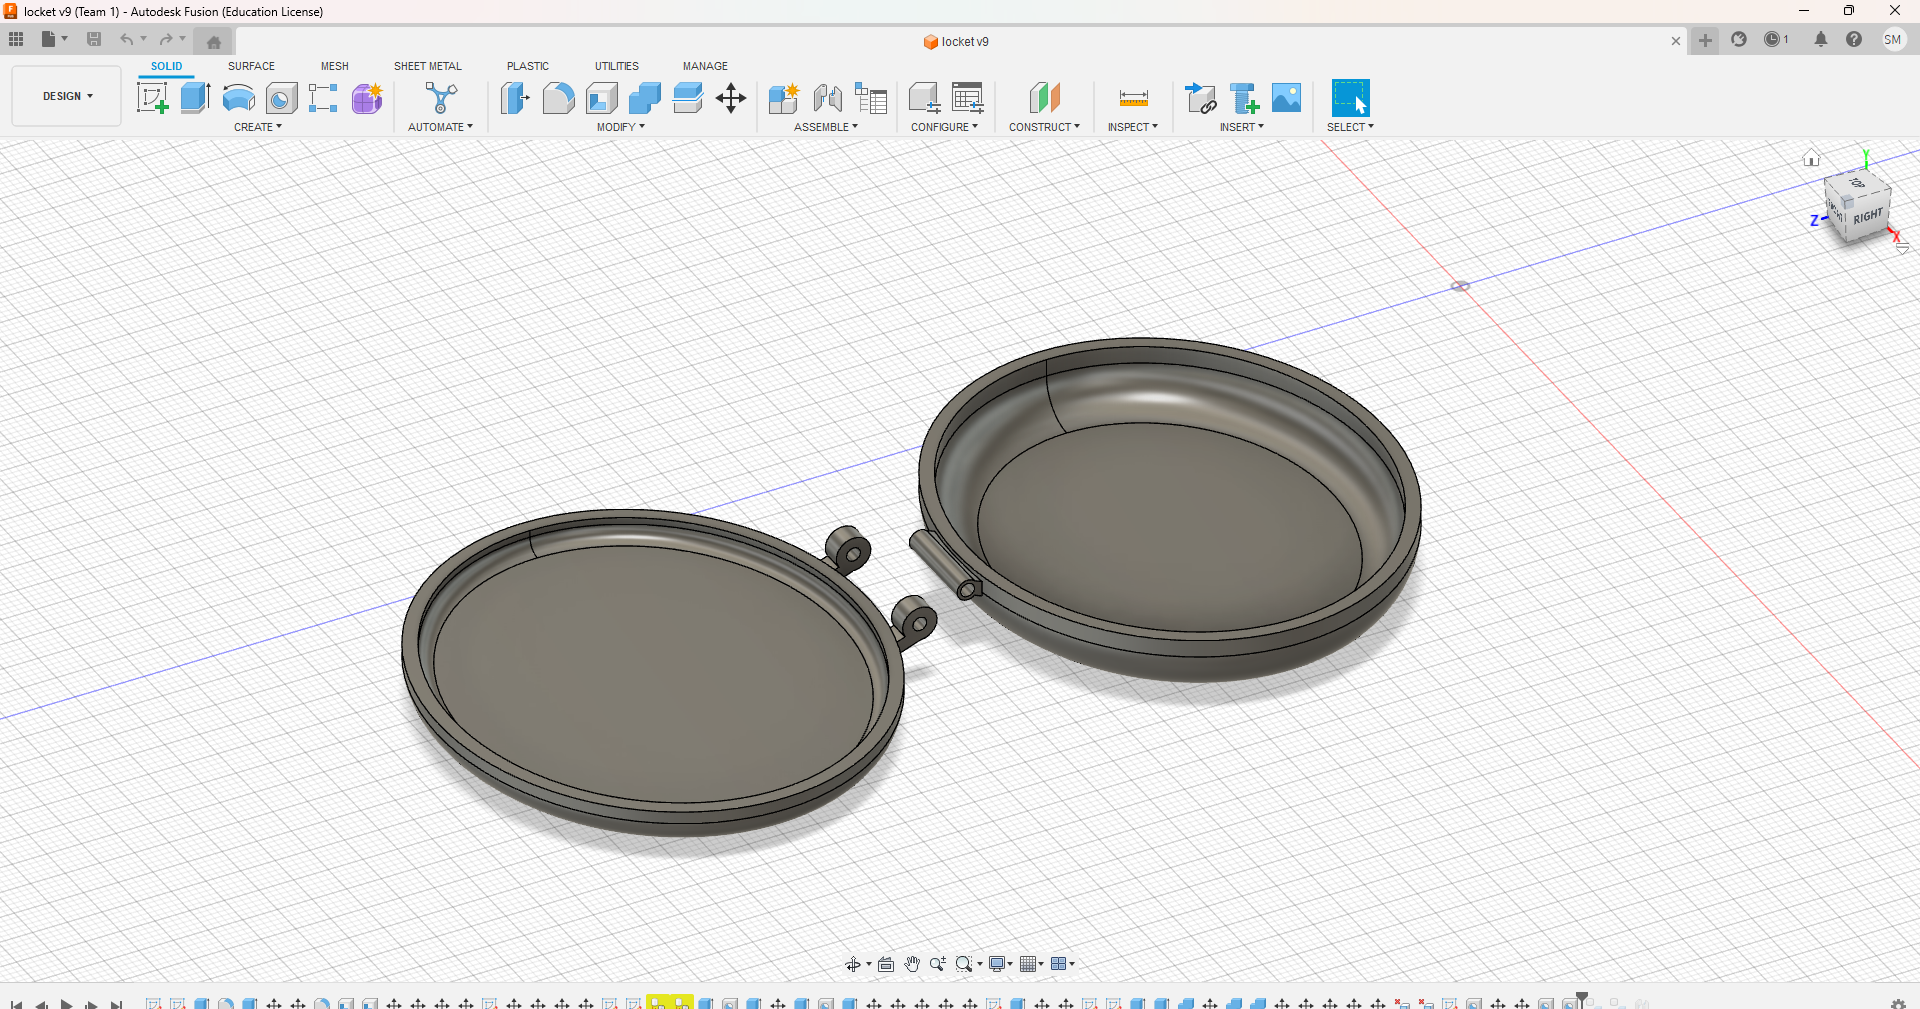 locket v9 (Team 1) - Autodesk Fusion (Education License)
locket v9
1
SM
SOLID SURFACE MESH SHEET METAL PLASTIC UTILITIES MANAGE
DESIGN
CREATE AUTOMATE MODIFY ASSEMBLE CONFIGURE CONSTRUCT INSPECT INSERT SELECT
Y
TOP
RIGHT
Z
X